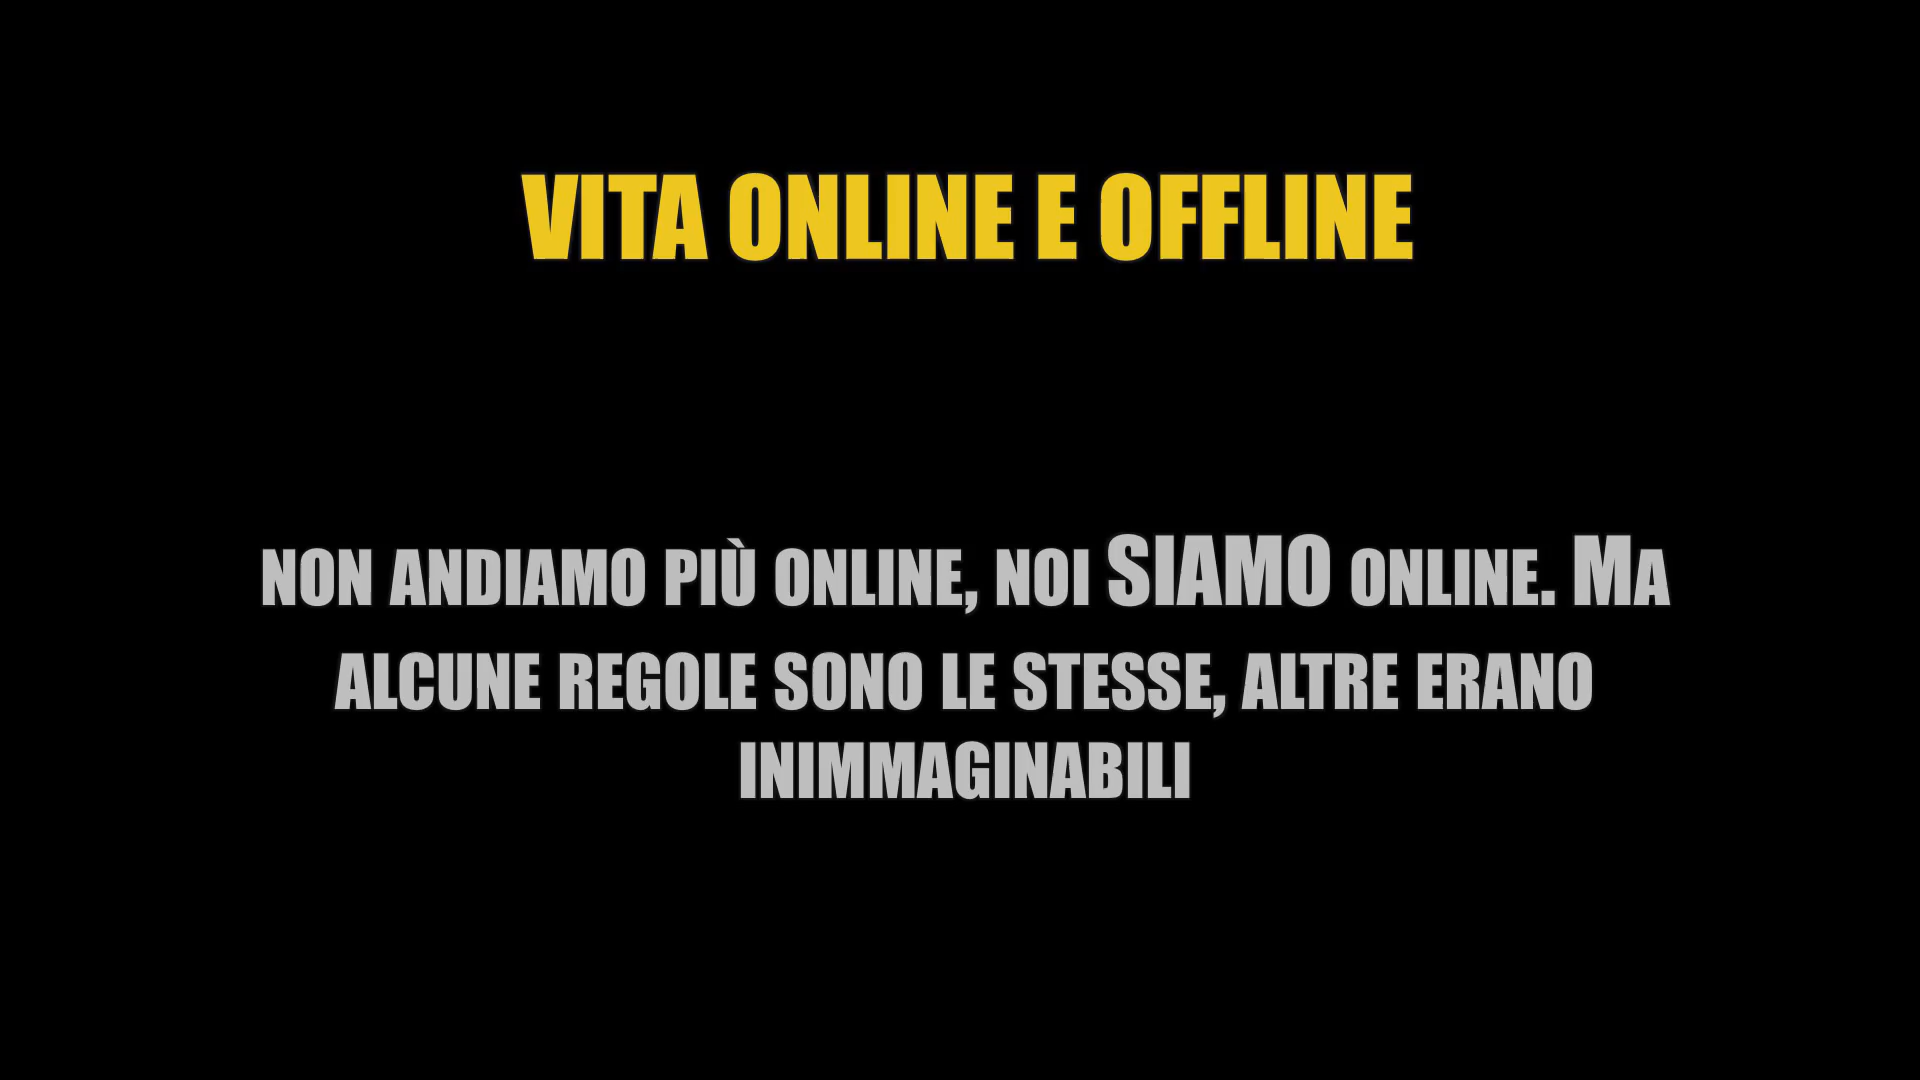 VITA ONLINE E OFFLINE
NON ANDIAMO PIÙ ONLINE, NOI SIAMO ONLINE. MA
ALCUNE REGOLE SONO LE STESSE, ALTRE ERANO
INIMMAGINABILI